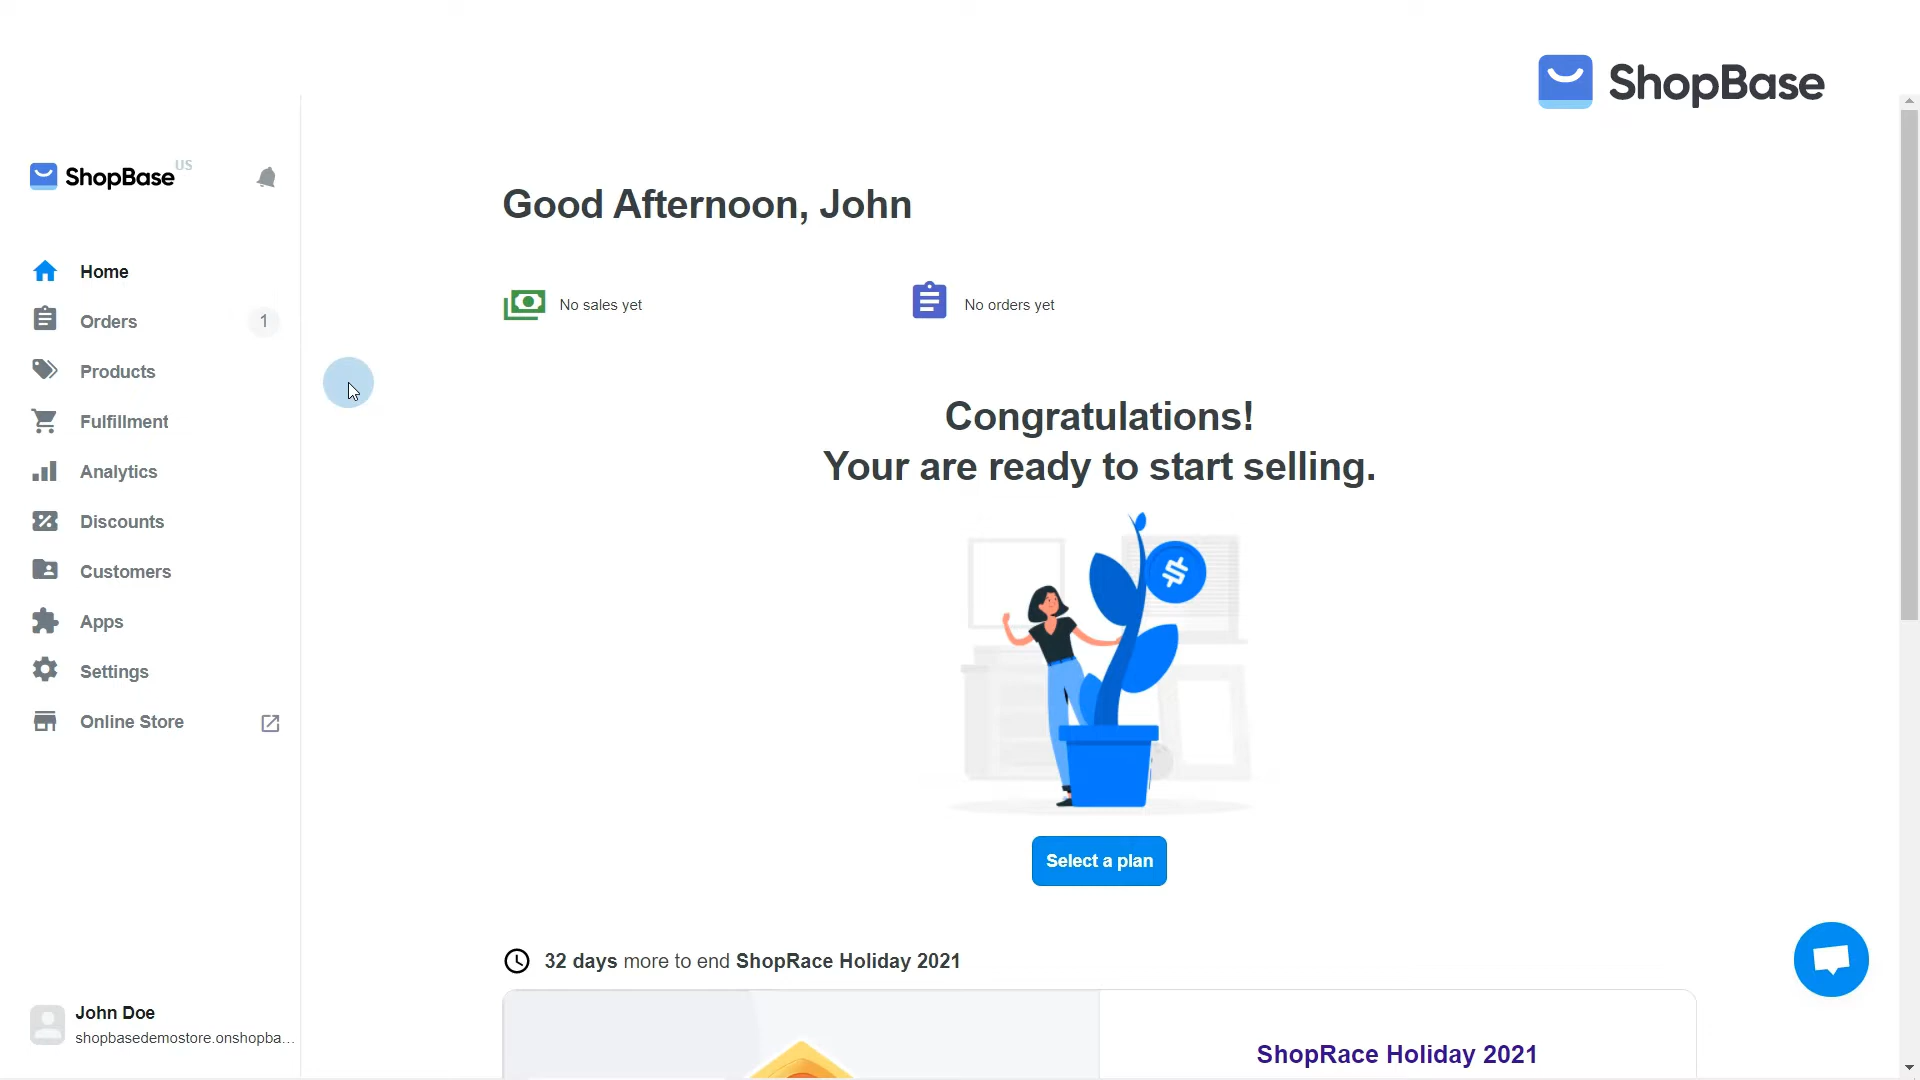 ShopBase
ShopBase US
Home
Orders 1
Products
Fulfillment
Analytics
Discounts
Customers
Apps
Settings
Online Store
John Doe
shopbasedemostore.onshopba...
Good Afternoon, John
No sales yet
No orders yet
Congratulations!
Your are ready to start selling.
$
Select a plan
32 days more to end ShopRace Holiday 2021
ShopRace Holiday 2021